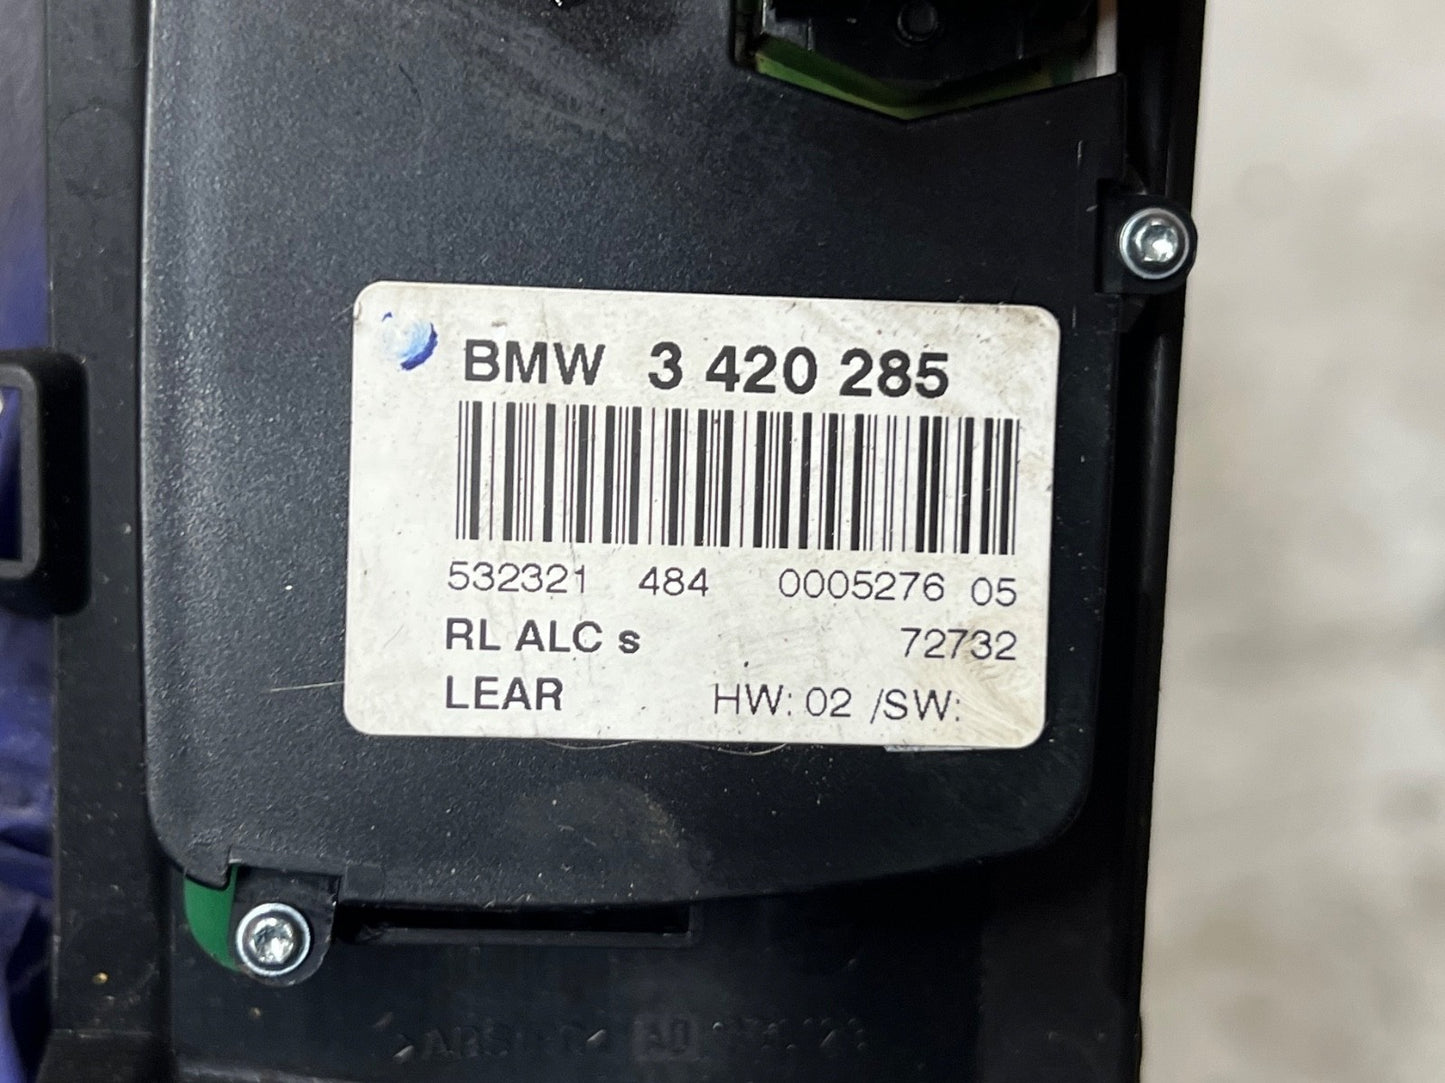 BMW 3 420 285
532321 484 0005276 05
RL ALC s 72732
LEAR HW: 02 /SW: